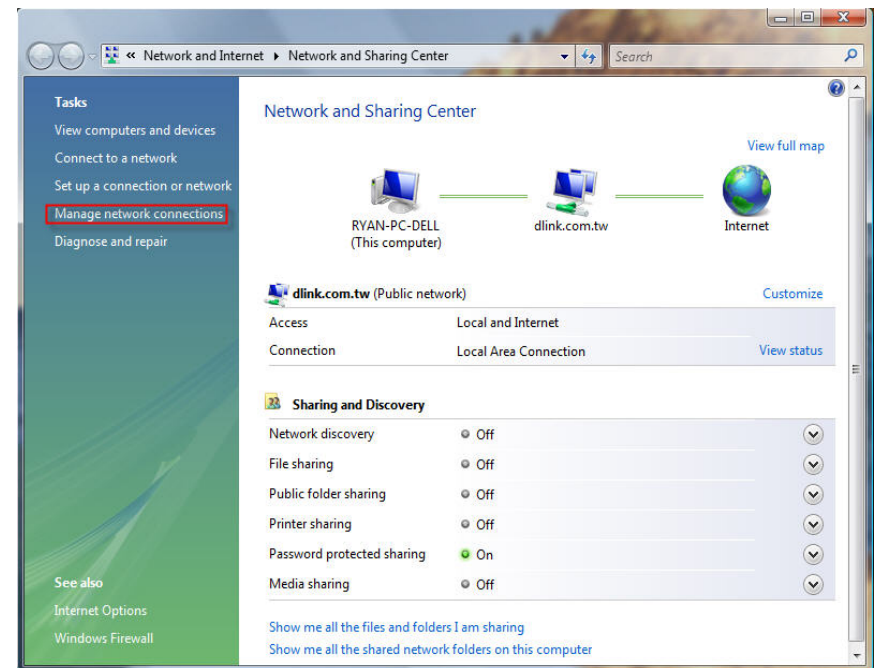 « Network and Internet ▸ Network and Sharing Center
Search
Tasks
View computers and devices
Connect to a network
Set up a connection or network
Manage network connections
Diagnose and repair
See also
Internet Options
Windows Firewall
Network and Sharing Center
View full map
RYAN-PC-DELL
(This computer)
dlink.com.tw
Internet
dlink.com.tw (Public network)
Customize
Access Local and Internet
Connection Local Area Connection View status
Sharing and Discovery
Network discovery Off
File sharing Off
Public folder sharing Off
Printer sharing Off
Password protected sharing On
Media sharing Off
Show me all the files and folders I am sharing
Show me all the shared network folders on this computer